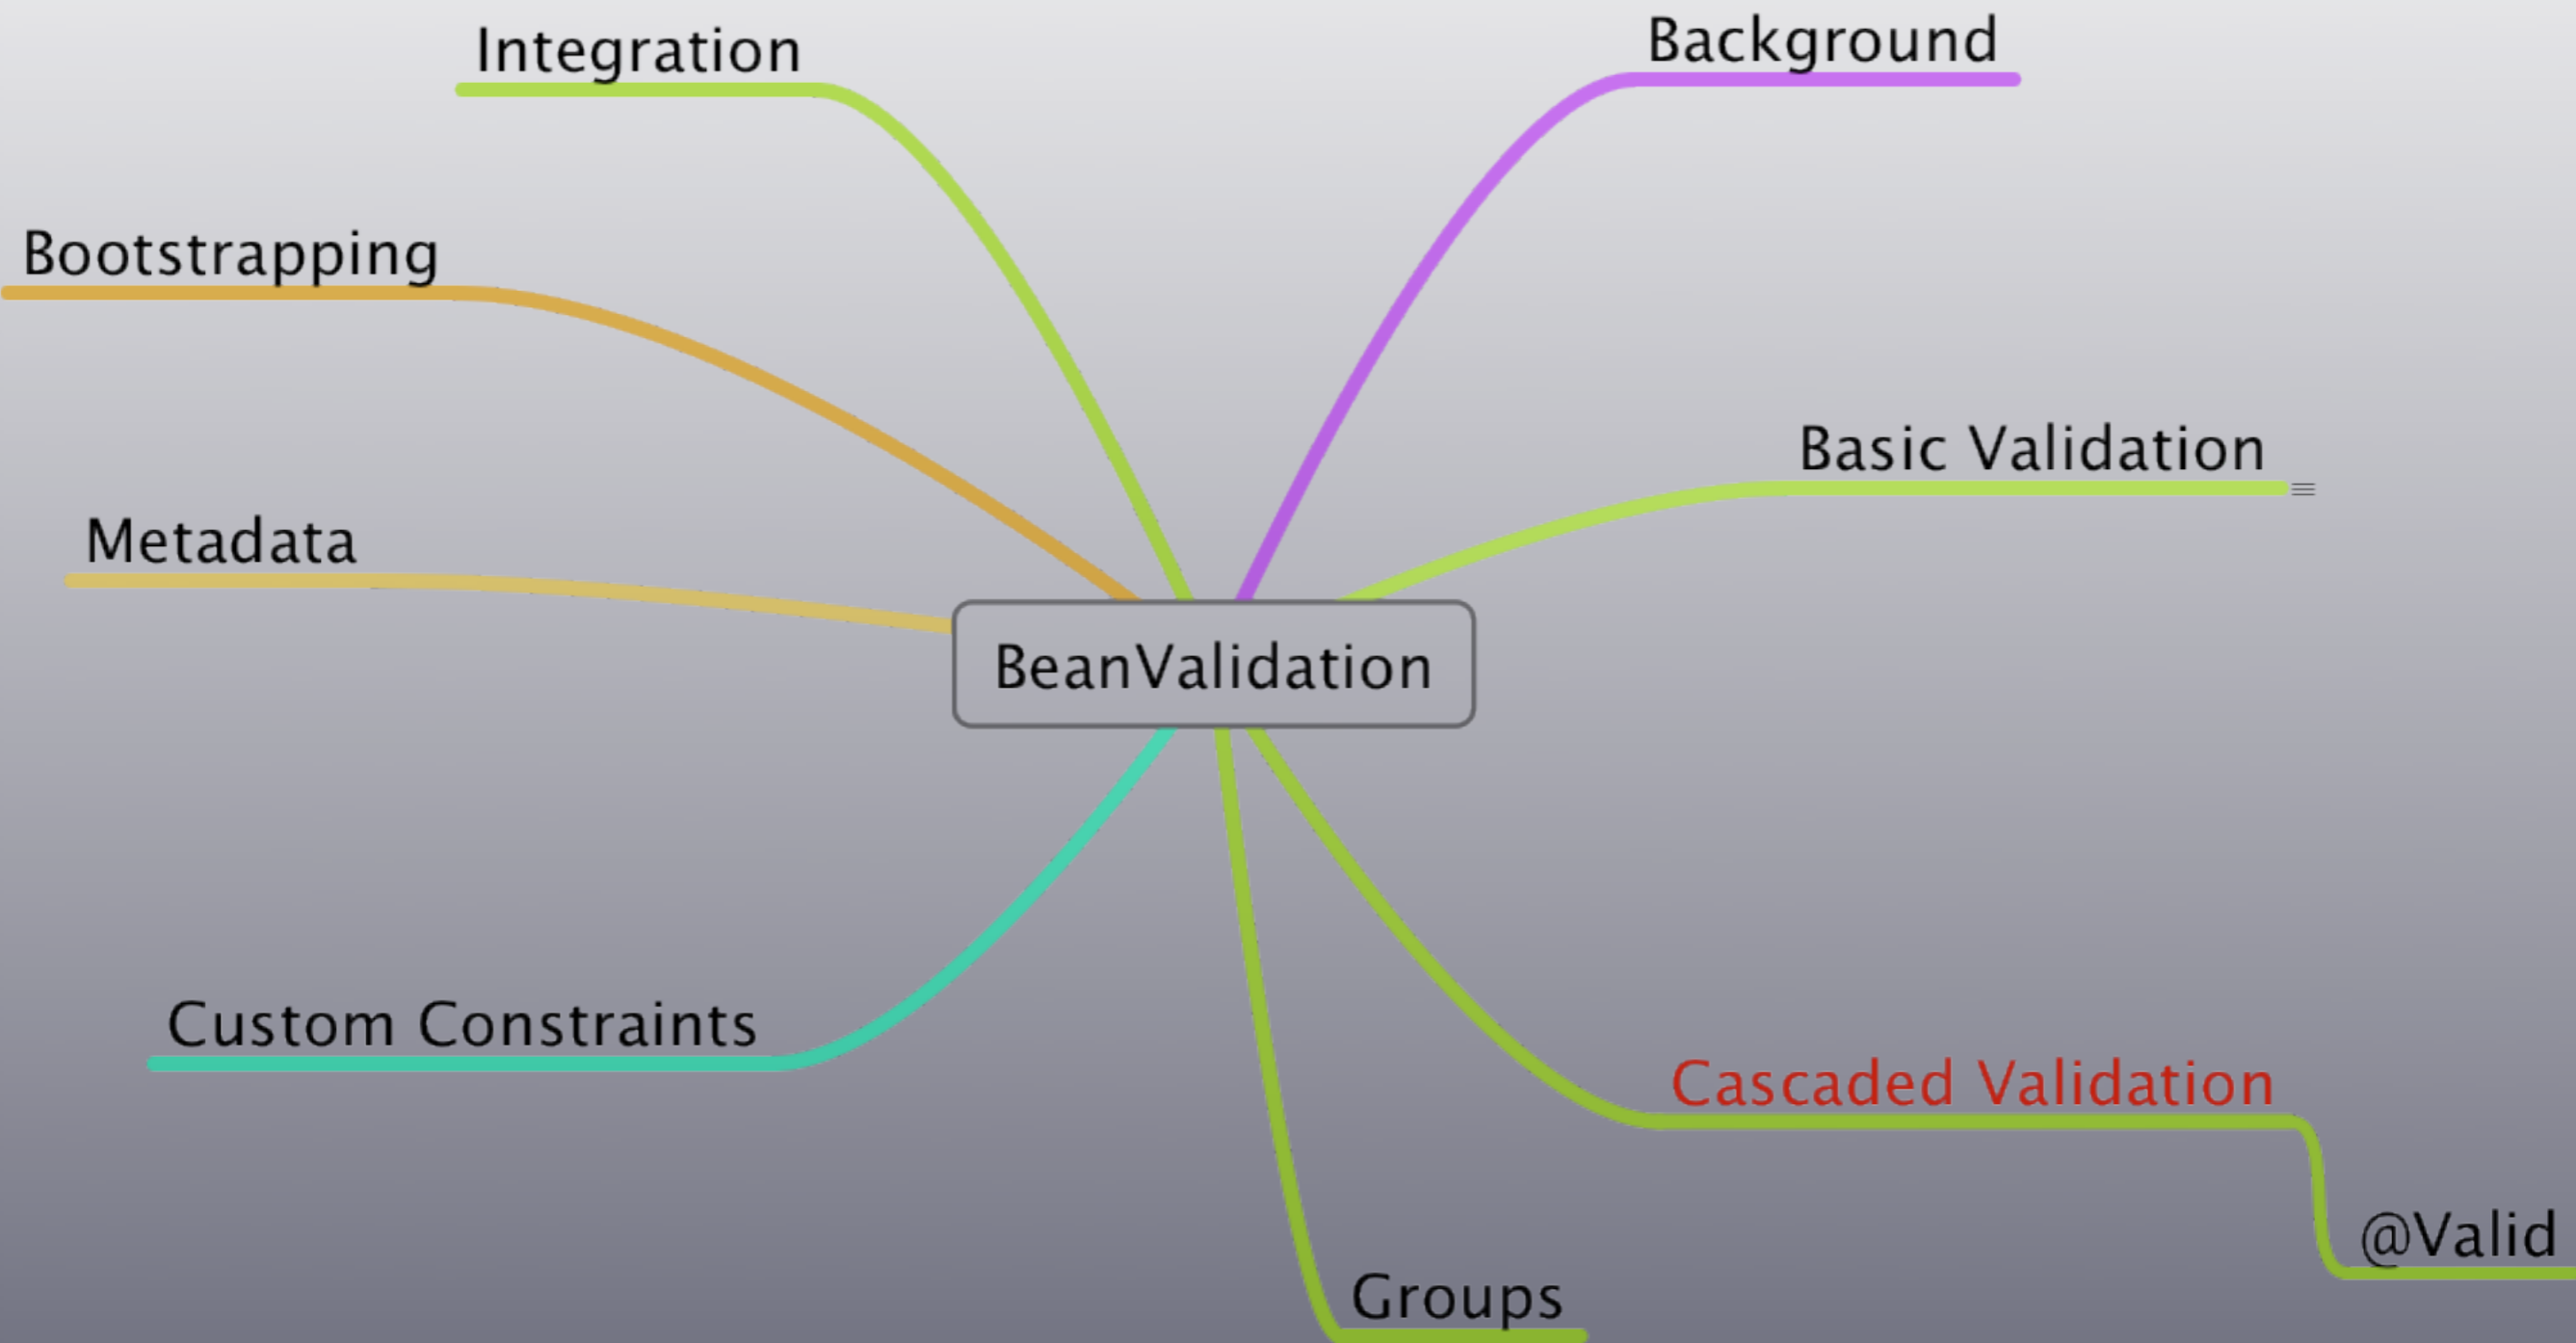 Integration
Background
Bootstrapping
Basic Validation
Metadata
BeanValidation
Custom Constraints
Cascaded Validation
@Valid
Groups